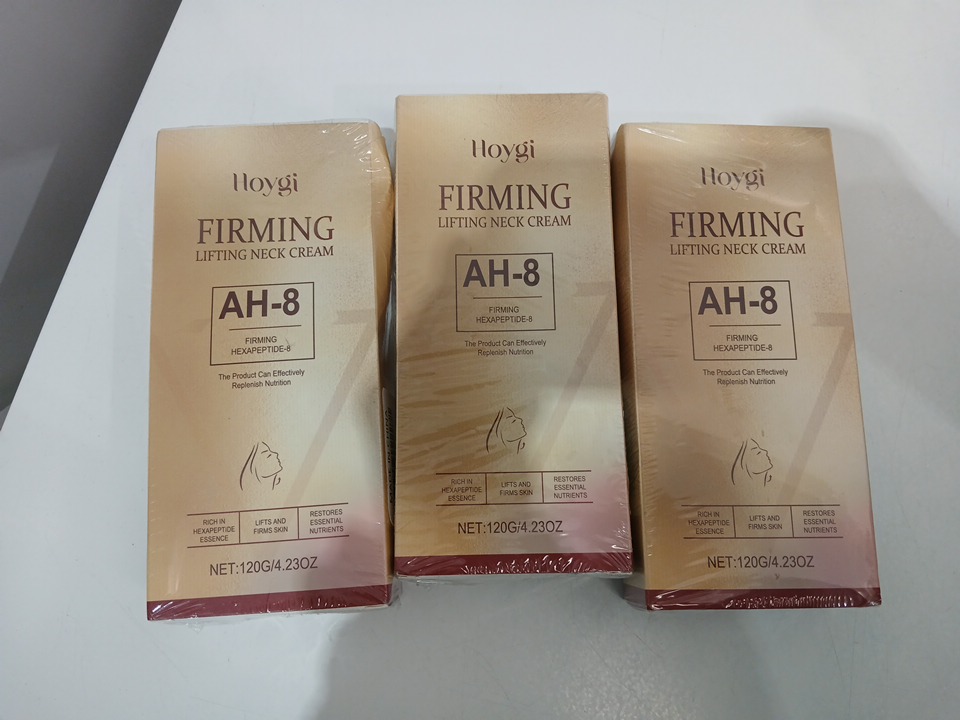 Hoygi
FIRMING
LIFTING NECK CREAM
AH-8
FIRMING
HEXAPEPTIDE-8
The Product Can Effectively
Replenish Nutrition
RICH IN
HEXAPEPTIDE
ESSENCE
LIFTS AND
FIRMS SKIN
RESTORES
ESSENTIAL
NUTRIENTS
NET:120G/4.23OZ
Hoygi
FIRMING
LIFTING NECK CREAM
AH-8
FIRMING
HEXAPEPTIDE-8
The Product Can Effectively
Replenish Nutrition
RICH IN
HEXAPEPTIDE
ESSENCE
LIFTS AND
FIRMS SKIN
RESTORES
ESSENTIAL
NUTRIENTS
NET:120G/4.23OZ
Hoygi
FIRMING
LIFTING NECK CREAM
AH-8
FIRMING
HEXAPEPTIDE-8
The Product Can Effectively
Replenish Nutrition
RICH IN
HEXAPEPTIDE
ESSENCE
LIFTS AND
FIRMS SKIN
RESTORES
ESSENTIAL
NUTRIENTS
NET:120G/4.23OZ